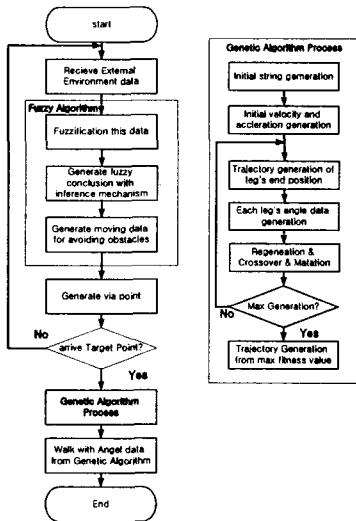 start
Recieve External
Environment data
Fuzzy Algorithm
Fuzzification this data
Generate fuzzy
conclusion with
inference mechanism
Generate moving data
for avoiding obstacles
Generate via point
No
arrive Target Point?
Yes
Genetic Algorithm
Process
Walk with Angel data
from Genetic Algorithm
End
Genetic Algorithm Process
Initial string gemeration
Initial velocity and
accleration generation
Trajectory generation of
leg's end position
Each leg's angle data
generation
Regeneation &
Crossover & Matation
Max Generation?
No
Yes
Trajectory Generation
from max fitness value